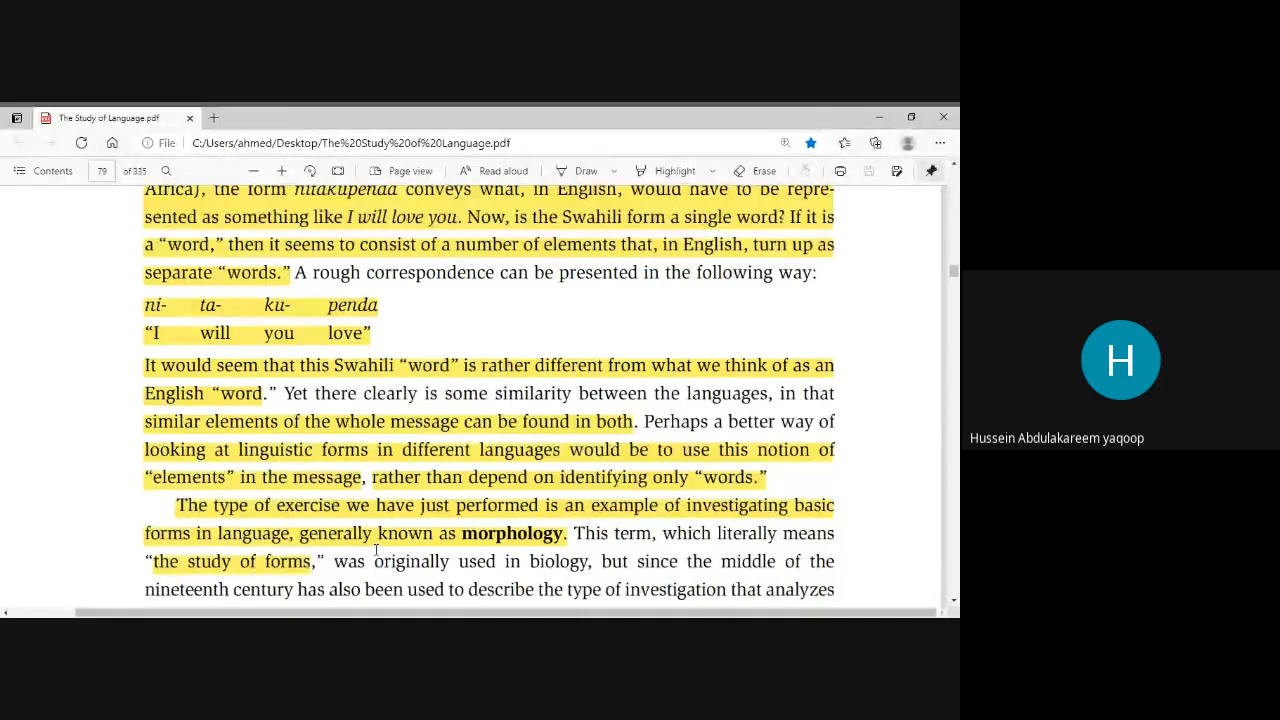 The Study of Language.pdf
File C:/Users/ahmed/Desktop/The%20Study%20of%20Language.pdf
Contents 79 of 335 Page view Read aloud Draw Highlight Erase
Africa), the form nitakupenda conveys what, in English, would have to be repre-
sented as something like I will love you. Now, is the Swahili form a single word? If it is
a “word,” then it seems to consist of a number of elements that, in English, turn up as
separate “words.” A rough correspondence can be presented in the following way:
ni- ta- ku- penda
“I will you love”
It would seem that this Swahili “word” is rather different from what we think of as an
English “word.” Yet there clearly is some similarity between the languages, in that
similar elements of the whole message can be found in both. Perhaps a better way of
looking at linguistic forms in different languages would be to use this notion of
“elements” in the message, rather than depend on identifying only “words.”
The type of exercise we have just performed is an example of investigating basic
forms in language, generally known as morphology. This term, which literally means
“the study of forms,” was originally used in biology, but since the middle of the
nineteenth century has also been used to describe the type of investigation that analyzes
H
Hussein Abdulakareem yaqoop